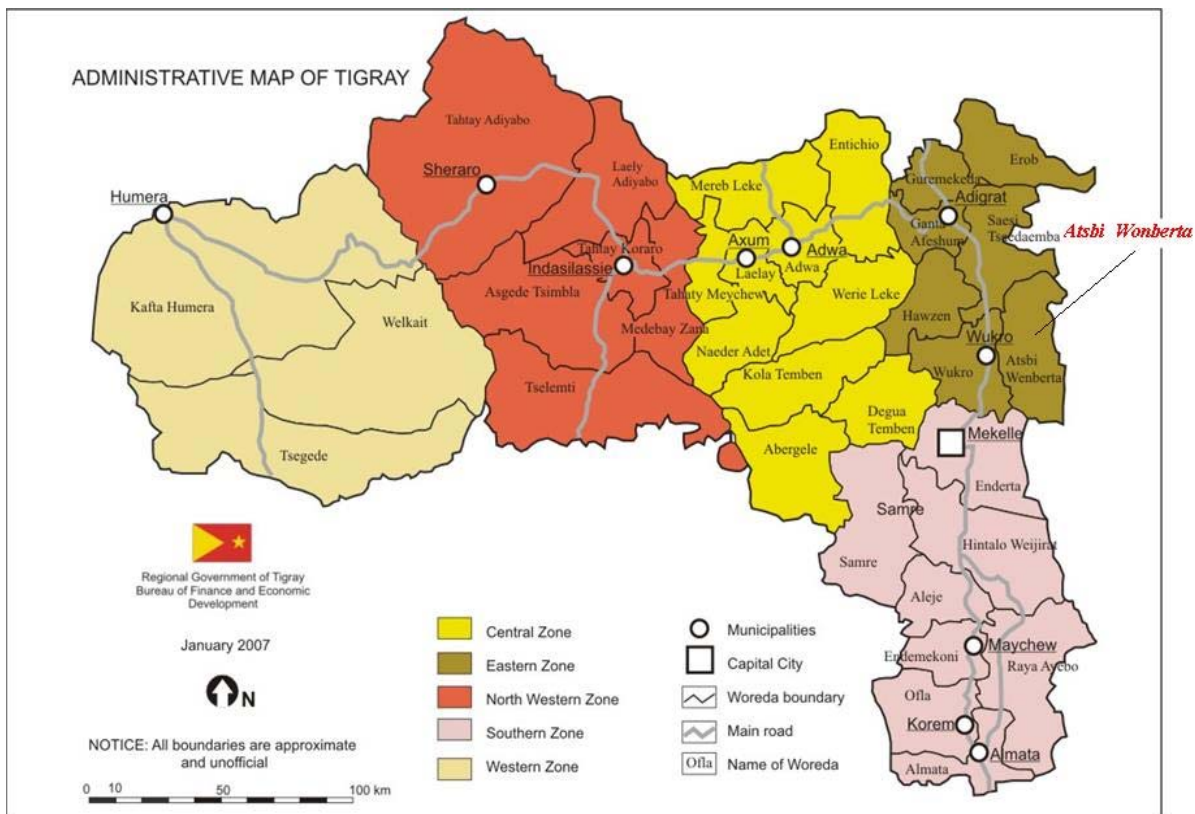 ADMINISTRATIVE MAP OF TIGRAY
Tahtay Adiyabo
Sheraro
Laely
Adiyabo
Humera
Kafta Humera
Welkait
Tsegede
Tahtay Koraro
Indasilassie
Asgede Tsimbla
Medebay Zana
Tselemti
Entichio
Mereb Leke
Axum
Adwa
Laelay
Adwa
Tahaty Meychew
Werie Leke
Naeder Adet
Kola Temben
Degua
Temben
Abergele
Erob
Guremekeda
Adigrat
Ganta
Afeshum
Saesi
Tsaedaemba
Atsbi Wonberta
Hawzen
Wukro
Wukro
Atsbi
Wenberta
Mekelle
Enderta
Samre
Samre
Hintalo Weijirat
Aleje
Maychew
Endemekoni
Raya Ayebo
Ofla
Korem
Almata
Almata
Regional Government of Tigray
Bureau of Finance and Economic
Development
January 2007
N
NOTICE: All boundaries are approximate
and unofficial
0 10 50 100 km
Central Zone
Eastern Zone
North Western Zone
Southern Zone
Western Zone
Municipalities
Capital City
Woreda boundary
Main road
Ofla Name of Woreda